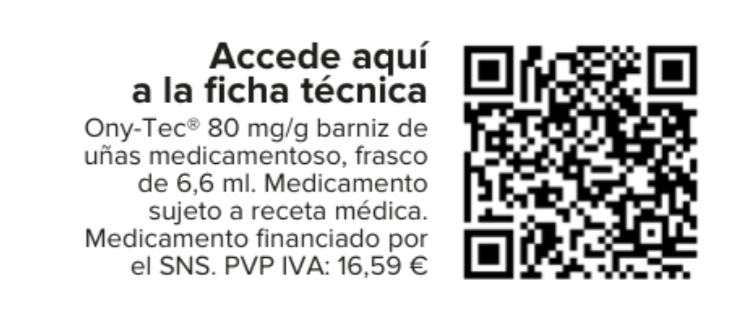 Accede aquí
a la ficha técnica
Ony-Tec® 80 mg/g barniz de
uñas medicamentoso, frasco
de 6,6 ml. Medicamento
sujeto a receta médica.
Medicamento financiado por
el SNS. PVP IVA: 16,59 €